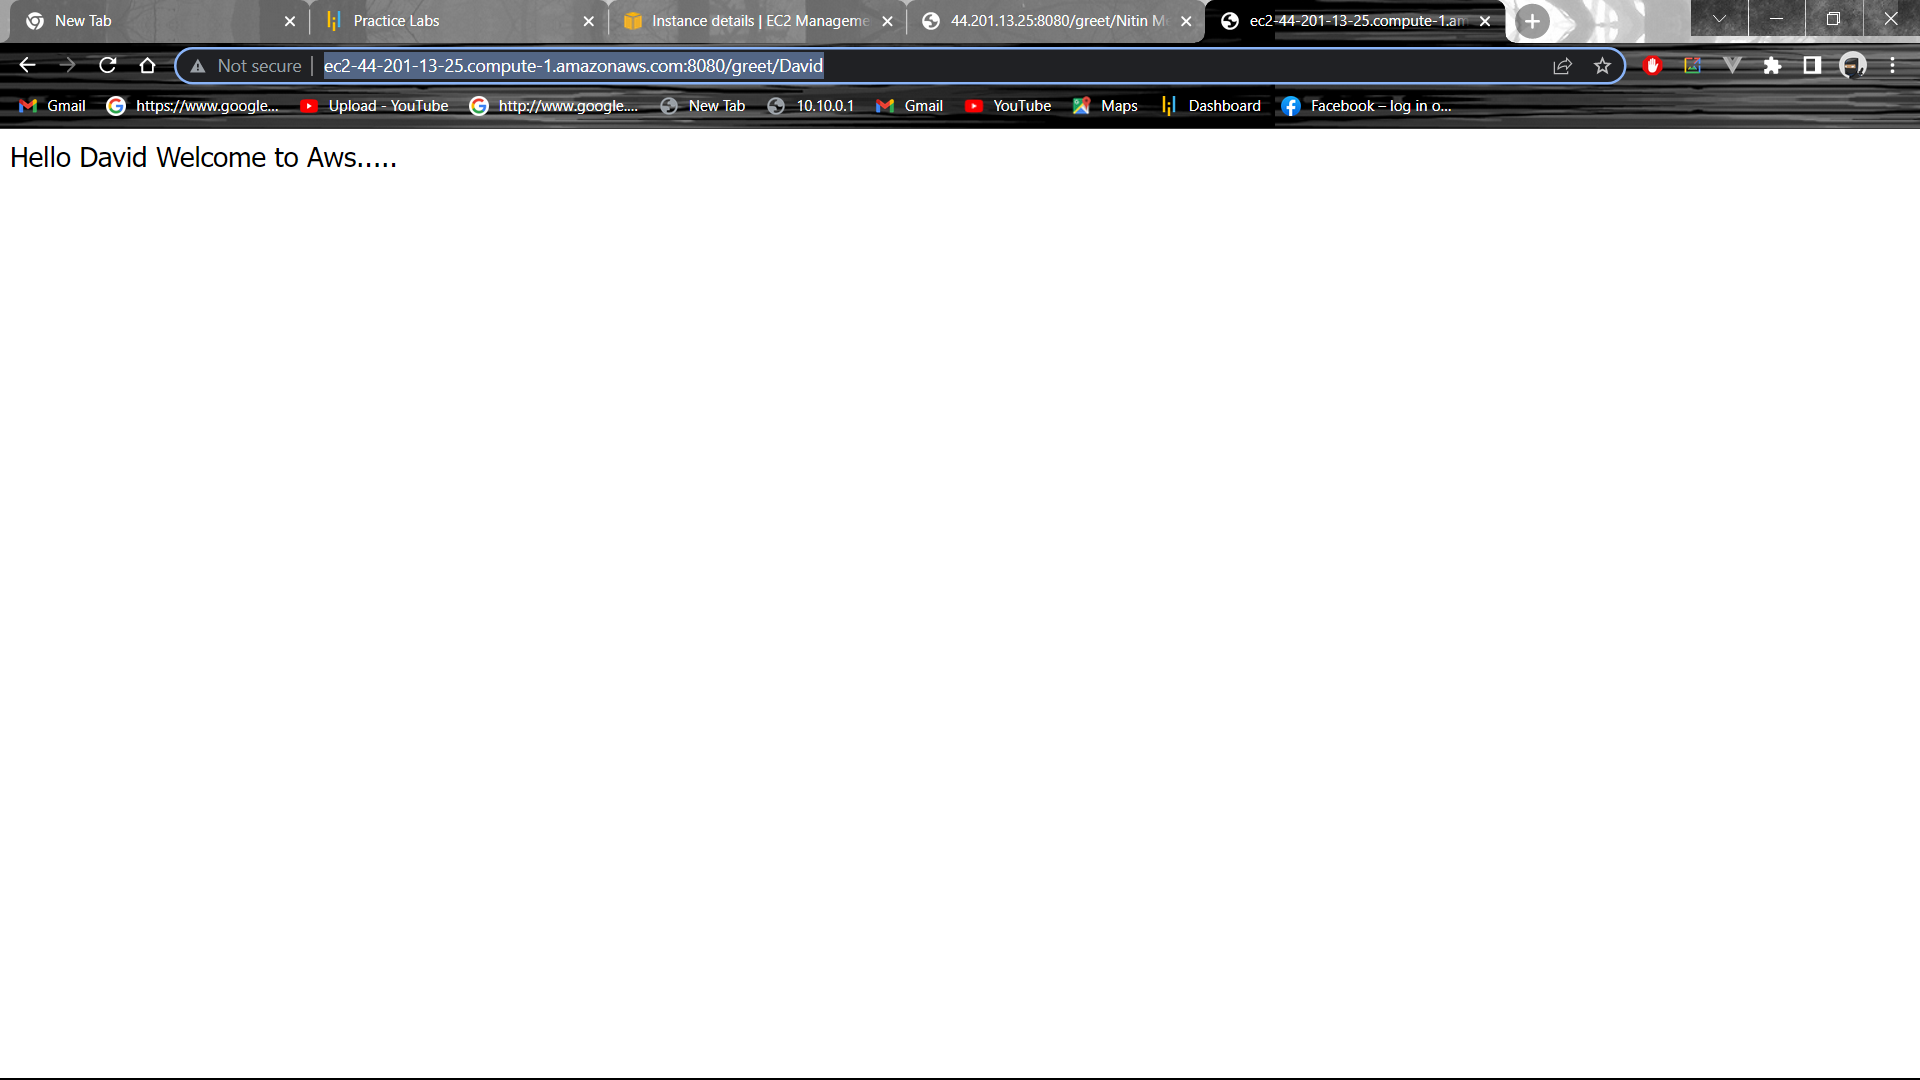 New Tab
Practice Labs
Instance details | EC2 Manageme
44.201.13.25:8080/greet/Nitin M
ec2-44-201-13-25.compute-1.am
Not secure | ec2-44-201-13-25.compute-1.amazonaws.com:8080/greet/David
Gmail https://www.google... Upload - YouTube http://www.google.... New Tab 10.10.0.1 Gmail YouTube Maps Dashboard Facebook – log in o...
Hello David Welcome to Aws.....